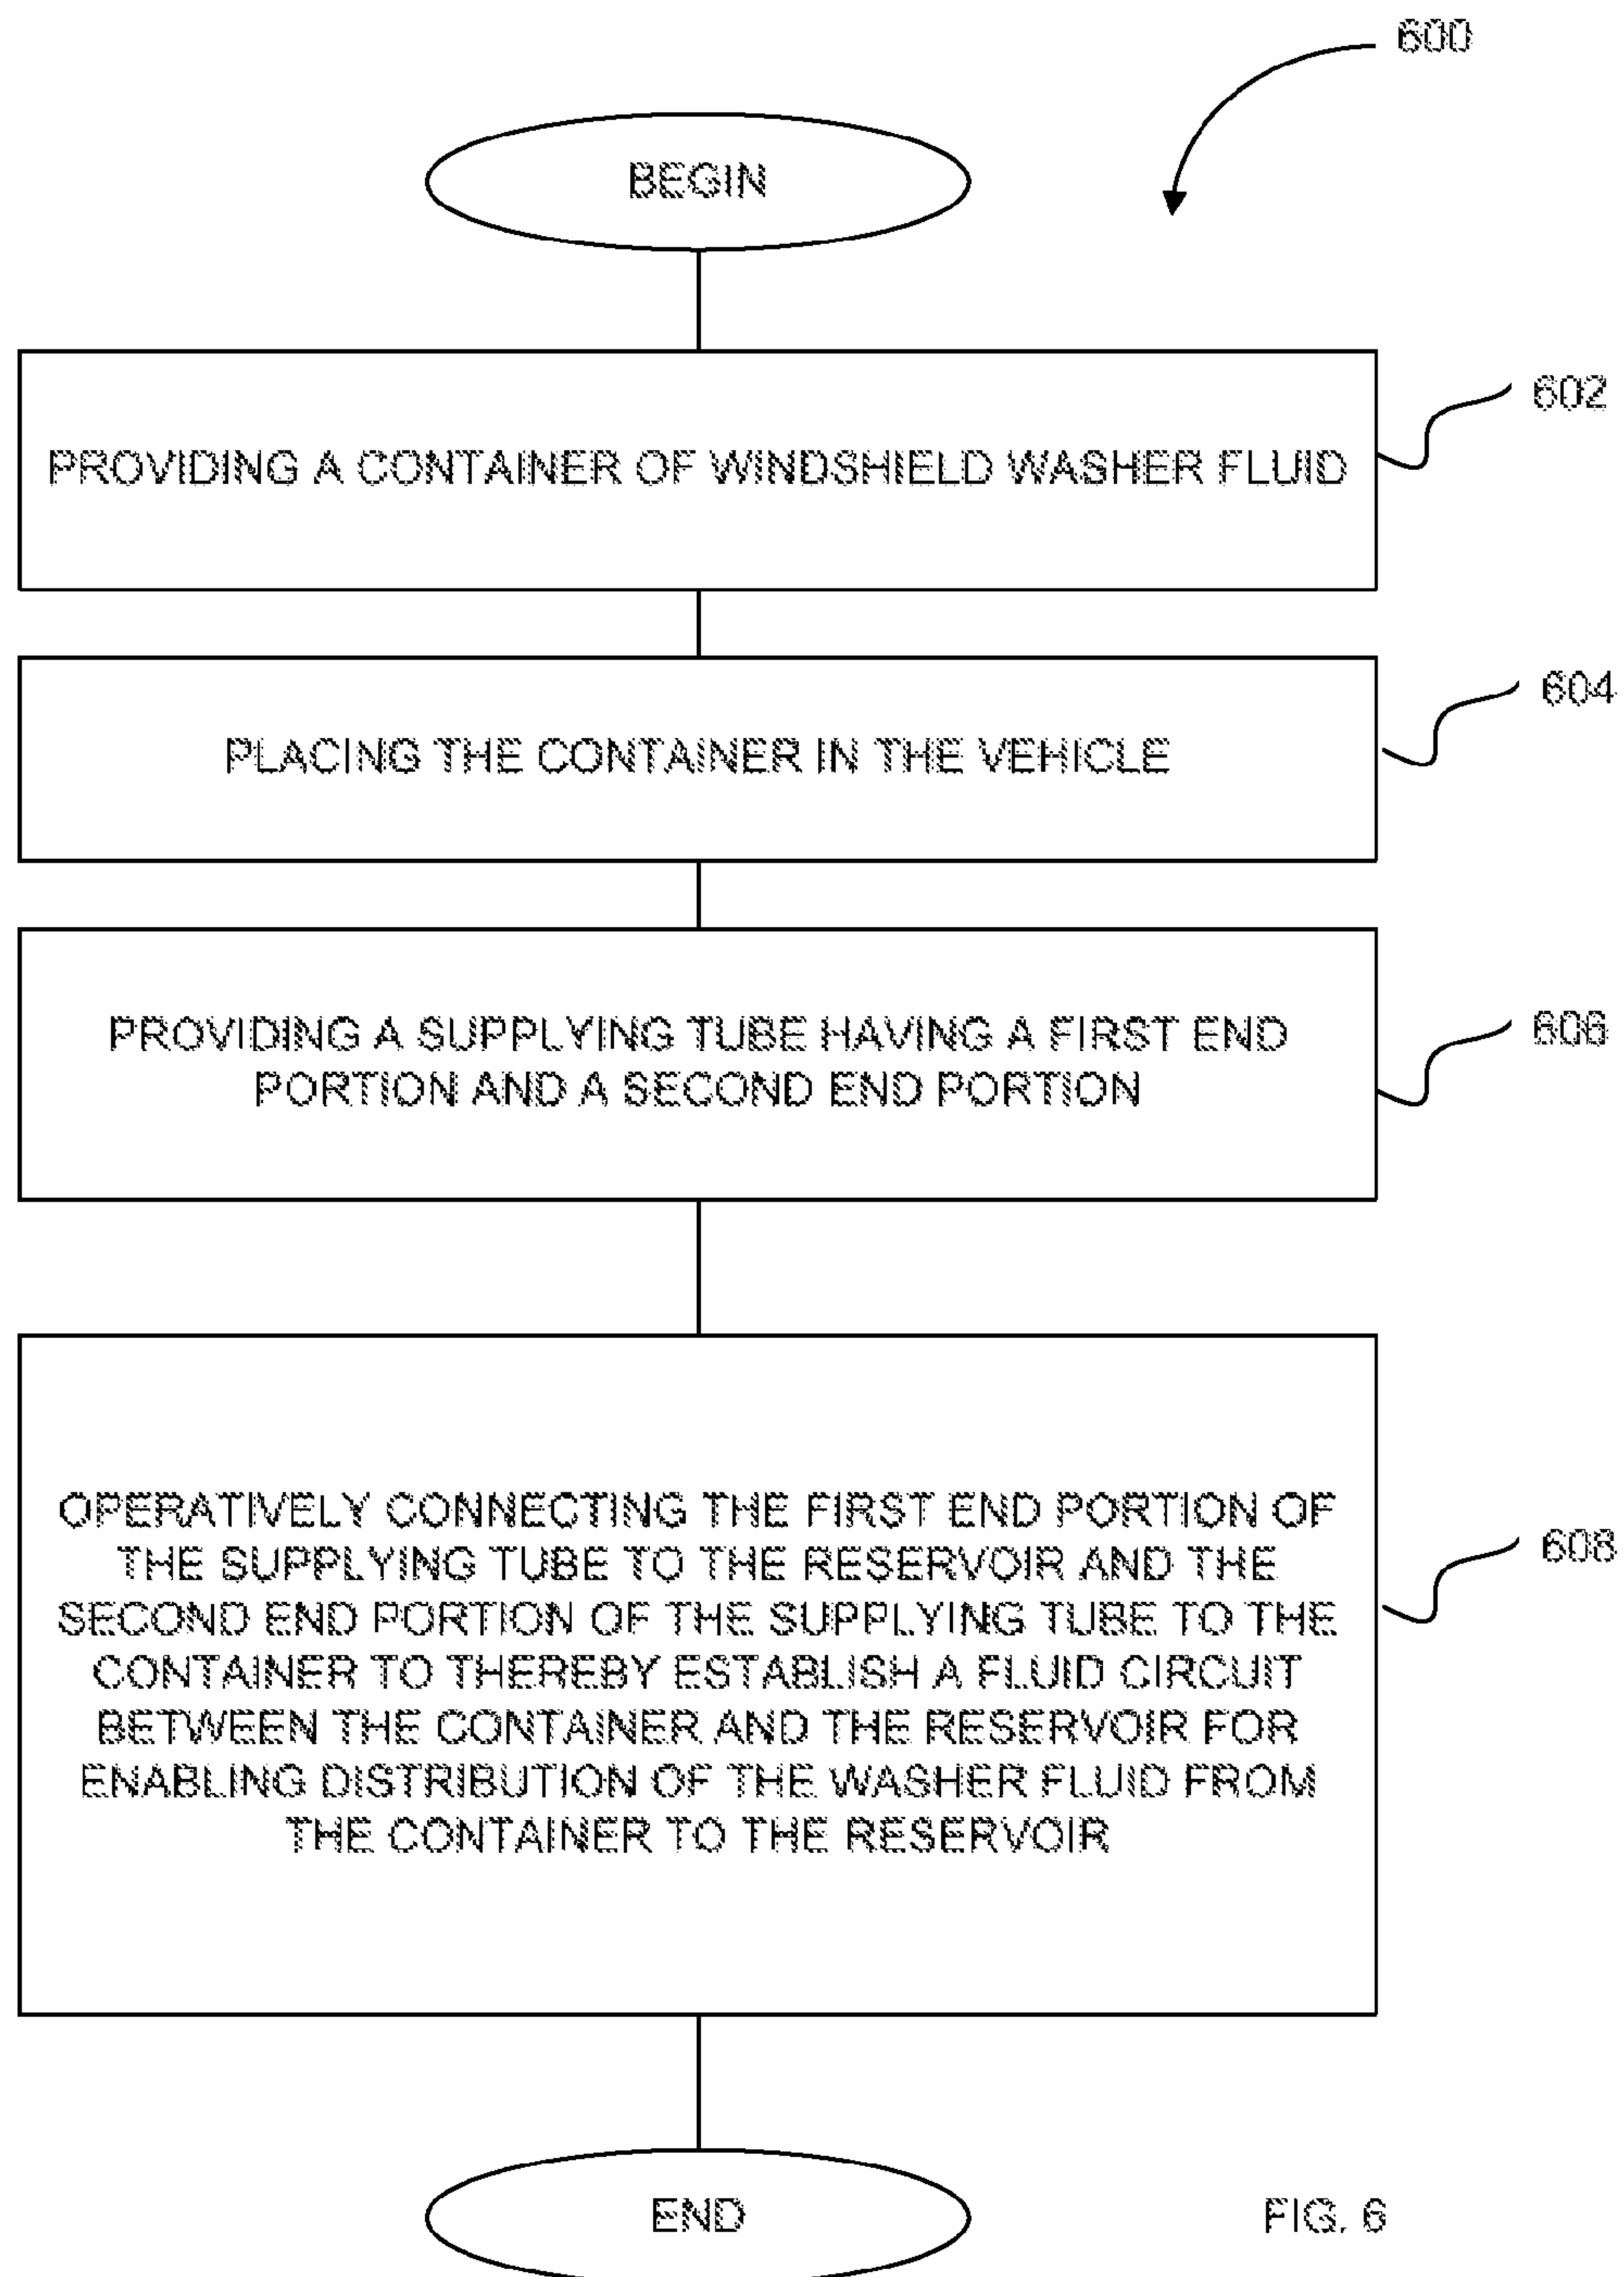 600
BEGIN
602
PROVIDING A CONTAINER OF WINDSHIELD WASHER FLUID
604
PLACING THE CONTAINER IN THE VEHICLE
606
PROVIDING A SUPPLYING TUBE HAVING A FIRST END
PORTION AND A SECOND END PORTION
608
OPERATIVELY CONNECTING THE FIRST END PORTION OF
THE SUPPLYING TUBE TO THE RESERVOIR AND THE
SECOND END PORTION OF THE SUPPLYING TUBE TO THE
CONTAINER TO THEREBY ESTABLISH A FLUID CIRCUIT
BETWEEN THE CONTAINER AND THE RESERVOIR FOR
ENABLING DISTRIBUTION OF THE WASHER FLUID FROM
THE CONTAINER TO THE RESERVOIR
END
FIG. 6